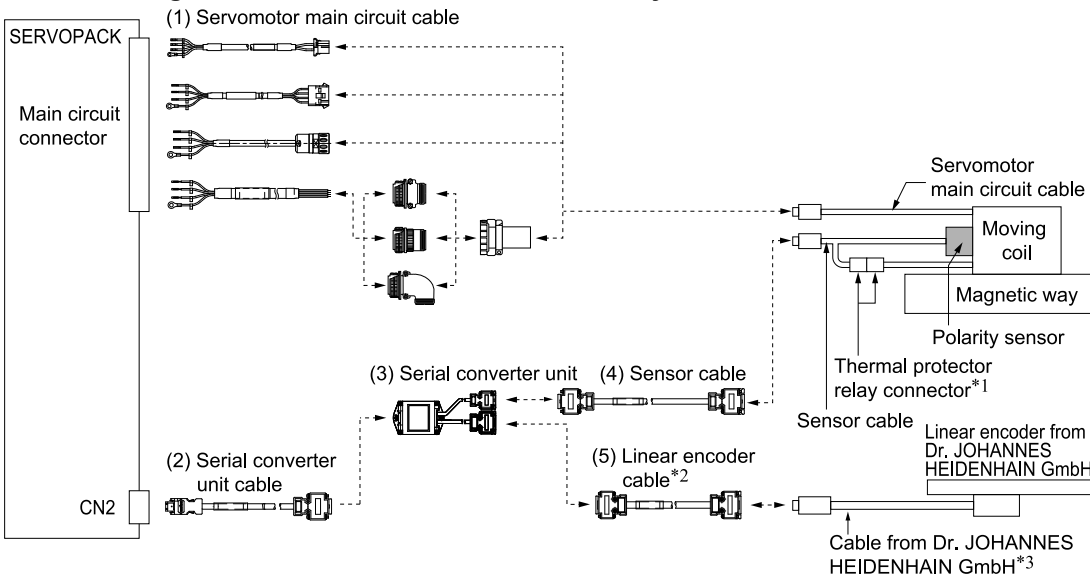 (1) Servomotor main circuit cable
SERVOPACK
Main circuit
connector
Servomotor
main circuit cable
Moving
coil
Magnetic way
Polarity sensor
Thermal protector
relay connector*1
Sensor cable
(3) Serial converter unit
(4) Sensor cable
Linear encoder from
Dr. JOHANNES
HEIDENHAIN GmbH
(2) Serial converter
unit cable
(5) Linear encoder
cable*2
CN2
Cable from Dr. JOHANNES
HEIDENHAIN GmbH*3